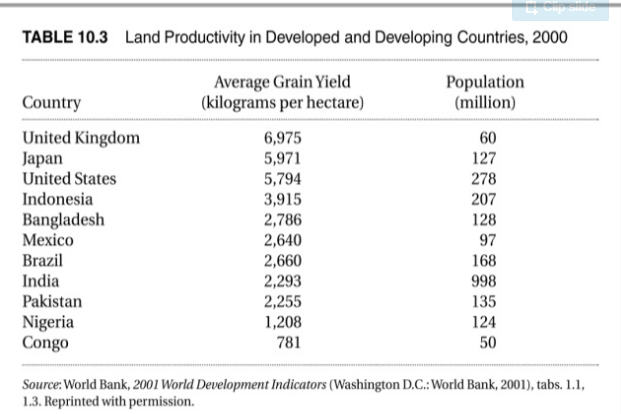 Clip slide
TABLE 10.3 Land Productivity in Developed and Developing Countries, 2000
Average Grain Yield Population
Country (kilograms per hectare) (million)
United Kingdom 6,975 60
Japan 5,971 127
United States 5,794 278
Indonesia 3,915 207
Bangladesh 2,786 128
Mexico 2,640 97
Brazil 2,660 168
India 2,293 998
Pakistan 2,255 135
Nigeria 1,208 124
Congo 781 50
Source: World Bank, 2001 World Development Indicators (Washington D.C.: World Bank, 2001), tabs. 1.1,
1.3. Reprinted with permission.